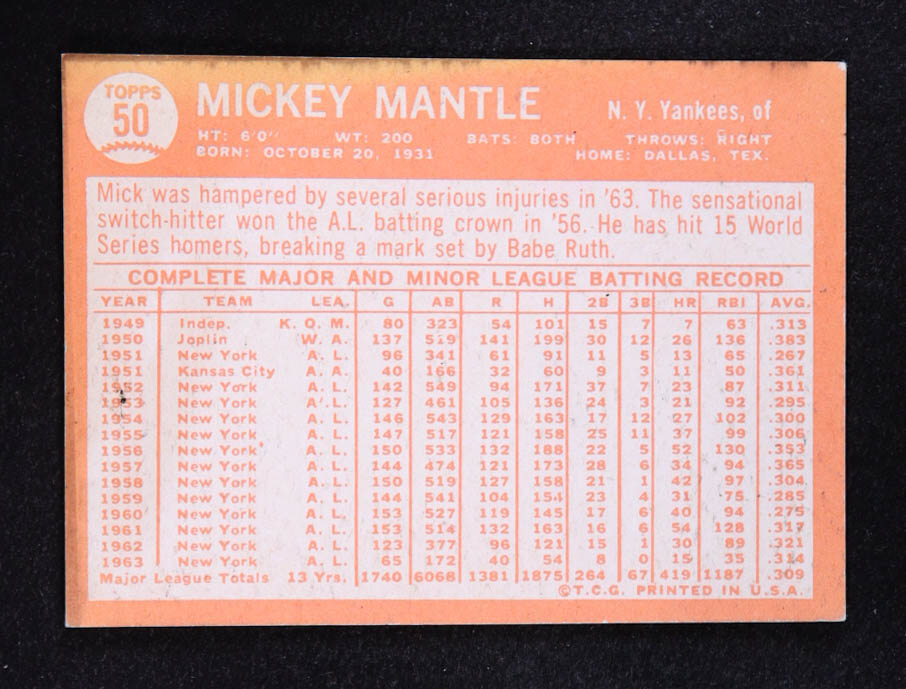 TOPPS
50
MICKEY MANTLE
N. Y. Yankees, of
HT: 6'0" WT: 200 BATS: BOTH THROWS: RIGHT
BORN: OCTOBER 20, 1931 HOME: DALLAS, TEX.
Mick was hampered by several serious injuries in '63. The sensational
switch-hitter won the A.L. batting crown in '56. He has hit 15 World
Series homers, breaking a mark set by Babe Ruth.
COMPLETE MAJOR AND MINOR LEAGUE BATTING RECORD
YEAR TEAM LEA. G AB R H 2B 3B HR RBI AVG.
1949 Indep. K. O. M. 80 323 54 101 15 7 7 63 .313
1950 Joplin W. A. 137 519 141 199 30 12 26 136 .383
1951 New York A. L. 96 341 61 91 11 5 13 65 .267
1951 Kansas City A. A. 40 166 32 60 9 3 11 50 .361
1952 New York A. L. 142 549 94 171 37 7 23 87 .311
1953 New York A. L. 127 461 105 136 24 3 21 92 .295
1954 New York A. L. 146 543 129 163 17 12 27 102 .300
1955 New York A. L. 147 517 121 158 25 11 37 99 .306
1956 New York A. L. 150 533 132 188 22 5 52 130 .353
1957 New York A. L. 144 474 121 173 28 6 34 94 .365
1958 New York A. L. 150 519 127 158 21 1 42 97 .304
1959 New York A. L. 144 541 104 154 23 4 31 75 .285
1960 New York A. L. 153 527 119 145 17 6 40 94 .275
1961 New York A. L. 153 514 132 163 16 6 54 128 .317
1962 New York A. L. 123 377 96 121 15 1 30 89 .321
1963 New York A. L. 65 172 40 54 8 0 15 35 .314
Major League Totals 13 Yrs. 1740 6068 1381 1875 264 67 419 1187 .309
©T.C.G. PRINTED IN U.S.A.